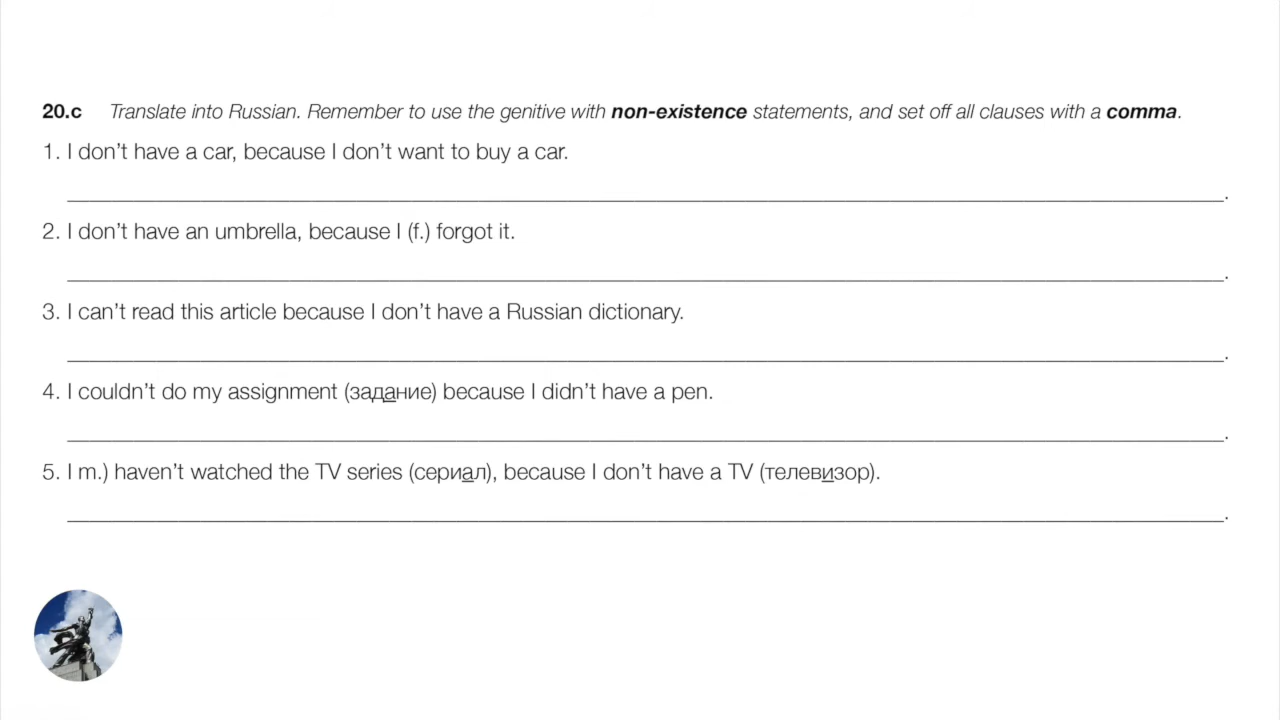 20.c Translate into Russian. Remember to use the genitive with non-existence statements, and set off all clauses with a comma.
1. I don't have a car, because I don't want to buy a car.
.
2. I don't have an umbrella, because I (f.) forgot it.
.
3. I can't read this article because I don't have a Russian dictionary.
.
4. I couldn't do my assignment (задание) because I didn't have a pen.
.
5. I m.) haven't watched the TV series (сериал), because I don't have a TV (телевизор).
.